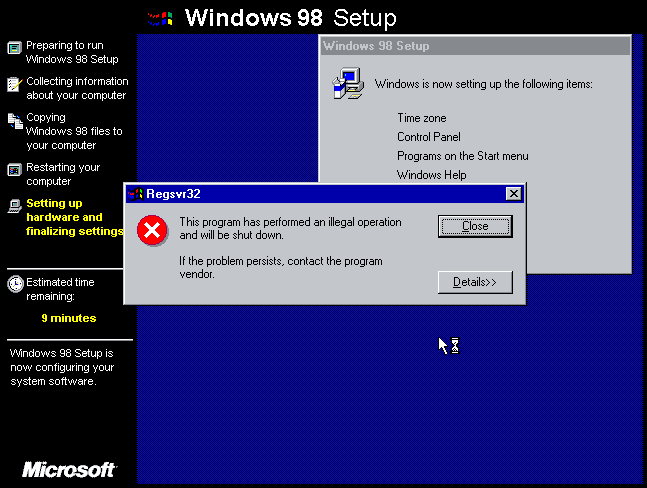 Windows 98 Setup
Preparing to run
Windows 98 Setup
Collecting information
about your computer
Copying
Windows 98 files to
your computer
Restarting your
computer
Setting up
hardware and
finalizing settings
Estimated time
remaining:
9 minutes
Windows 98 Setup is
now configuring your
system software.
Microsoft
Windows 98 Setup
Windows is now setting up the following items:
Time zone
Control Panel
Programs on the Start menu
Windows Help
Regsvr32
This program has performed an illegal operation
and will be shut down.
If the problem persists, contact the program
vendor.
Close
Details>>